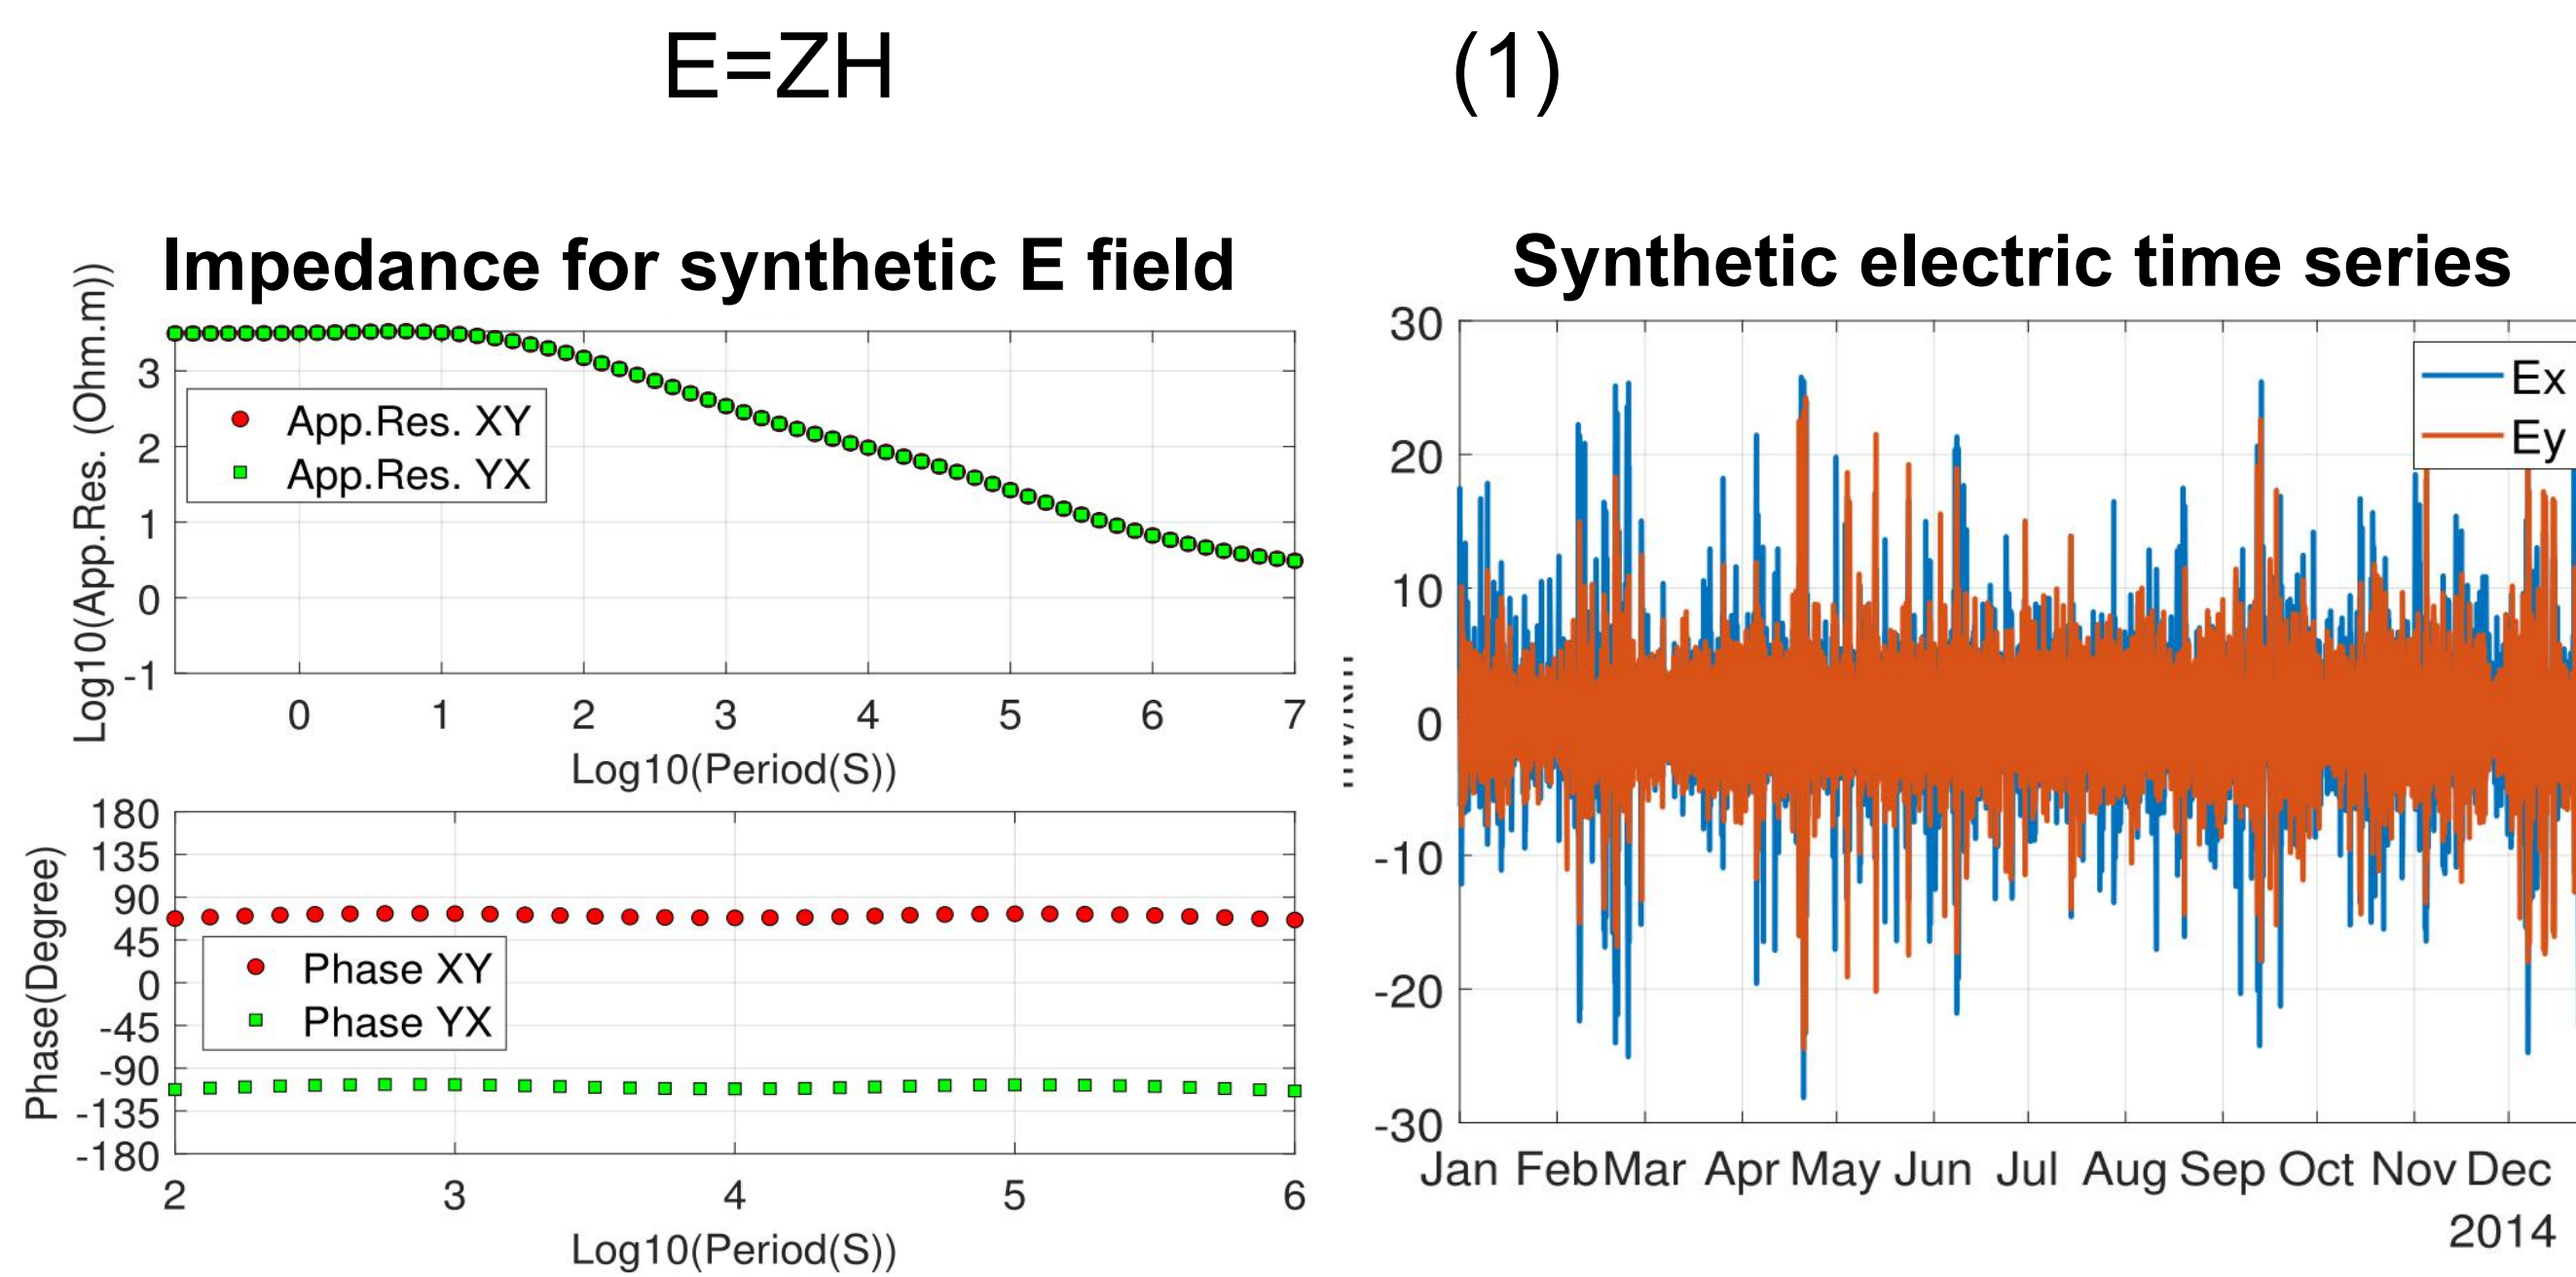 E=ZH (1)
Impedance for synthetic E field
Log10(App.Res. (Ohm.m))
3
2
1
0
-1
App.Res. XY
App.Res. YX
0 1 2 3 4 5 6 7
Log10(Period(S))
Phase(Degree)
180
135
90
45
0
-45
-90
-135
-180
Phase XY
Phase YX
2 3 4 5 6
Log10(Period(S))
Synthetic electric time series
30
20
10
0
-10
-20
-30
Ex
Ey
Jan Feb Mar Apr May Jun Jul Aug Sep Oct Nov Dec
2014